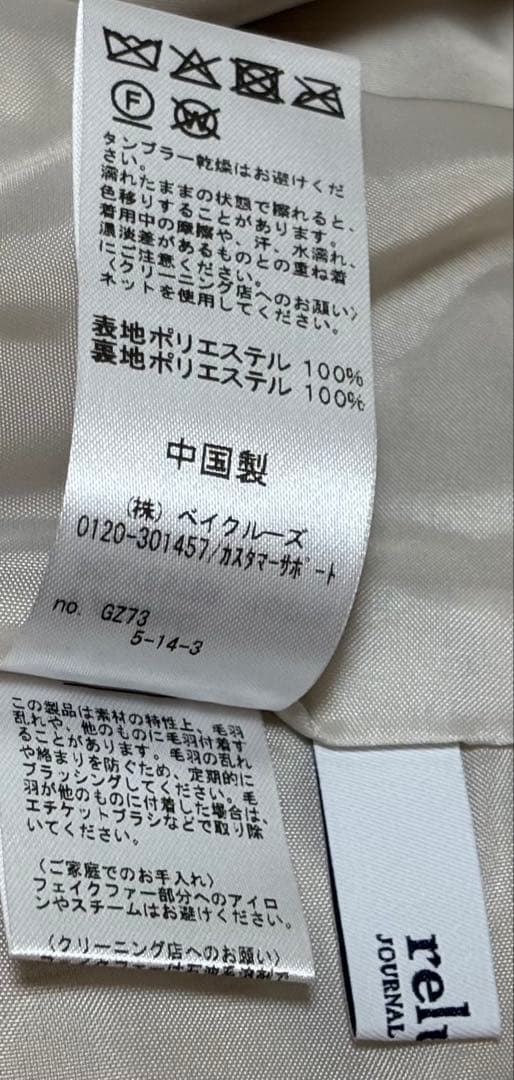 F
W
タンブラー乾燥はお避けくだ
さい。
濡れたままの状態で擦れると、
色移りすることがあります。
着用中の摩擦や、汗、水濡れ、
濃淡差があるものとの重ね着
にご注意ください。
〈クリーニング店へのお願い〉
ネットを使用してください。
表地ポリエステル 100%
裏地ポリエステル 100%
中国製
(株) ベイクルーズ
0120-301457/カスタマーサポート
no. GZ73
5-14-3
この製品は素材の特性上、毛羽
乱れや、他のものに毛羽付着す
ることがあります。毛羽の乱れ
や絡まりを防ぐため、定期的に
ブラッシングしてください。毛
羽が他のものに付着した場合は、
エチケットブラシなどで取り除
いてください。
〈ご家庭でのお手入れ〉
フェイクファー部分へのアイロ
ンやスチームはお避けください。
〈クリーニング店へのお願い〉
rel
JOURNAL